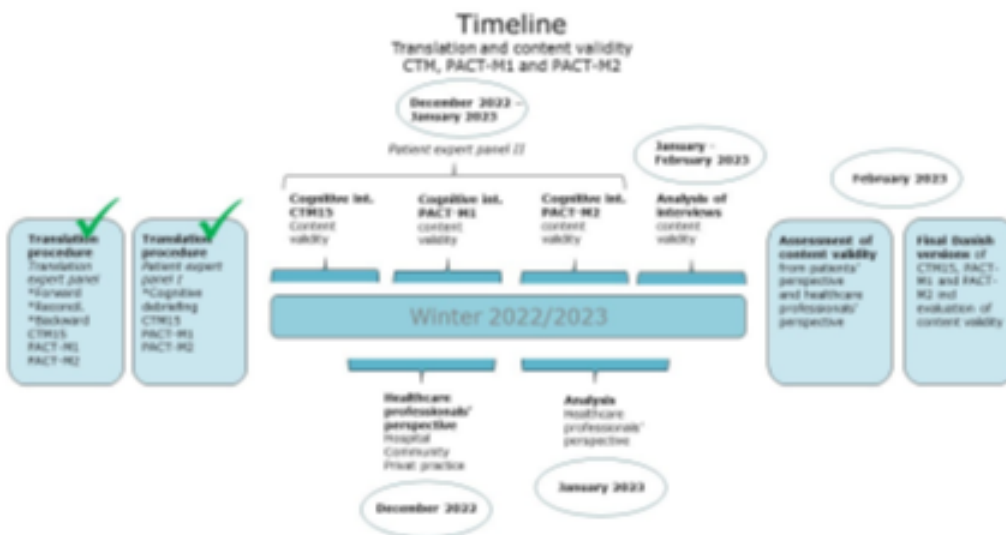 Timeline
Translation and content validity
CTM, PACT-M1 and PACT-M2
December 2022 –
January 2023
Patient expert panel II
January -
February 2023
February 2023
Cognitive int.
CTM15
Content
validity
Cognitive int.
PACT-M1
content
validity
Cognitive int.
PACT-M2
content
validity
Analysis of
interviews
content
validity
Translation
procedure
Translation
expert panel
*Forward
*Reconcil.
*Backward
CTM15
PACT-M1
PACT-M2
Translation
procedure
Patient expert
panel I
*Cognitive
debriefing
CTM15
PACT-M1
PACT-M2
Winter 2022/2023
Assessment of
content validity
from patients'
perspective
and healthcare
professionals'
perspective
Final Danish
versions of
CTM15, PACT-
M1 and PACT-
M2 incl
evaluation of
content validity
Healthcare
professionals'
perspective
Hospital
Community
Privat practice
December 2022
Analysis
Healthcare
professionals'
perspective
January 2023